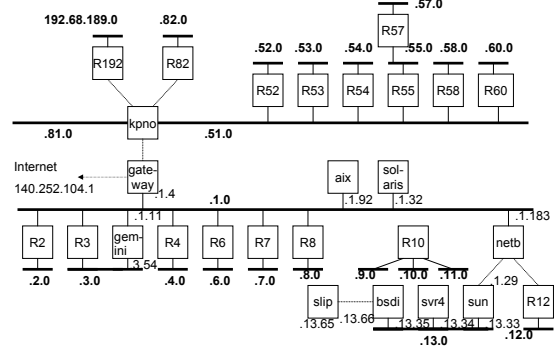 192.68.189.0
.82.0
.57.0
R57
R192
R82
.52.0
.53.0
.54.0
.55.0
.58.0
.60.0
R52
R53
R54
R55
R58
R60
kpno
.81.0
.51.0
Internet
140.252.104.1
gate-
way
aix
sol-
aris
.1.4
.1.0
.1.92
.1.32
.1.11
.1.183
R2
R3
gem-
ini
R4
R6
R7
R8
R10
netb
.3.54
.2.0
.3.0
.4.0
.6.0
.7.0
.8.0
.9.0
.10.0
.11.0
.1.29
slip
bsdi
svr4
sun
R12
.13.65
.13.66
.13.35
.13.34
.13.33
.12.0
.13.0